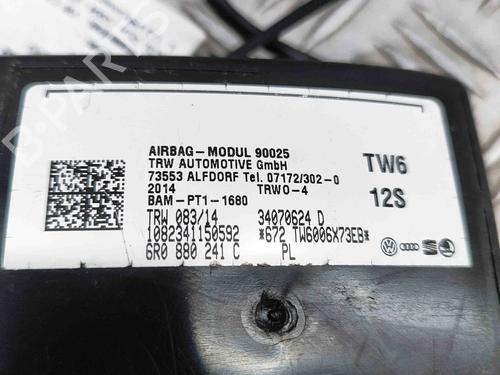 AIRBAG-MODUL 90025
TRW AUTOMOTIVE GmbH
73553 ALFDORF Tel. 07172/302-0
2014 TRWO-4
BAM-PT1-1680
TW6
12S
TRW 083/14 34070624 D
1082341150592 *672 TW6006X73EB*
6R0 880 241 C PL